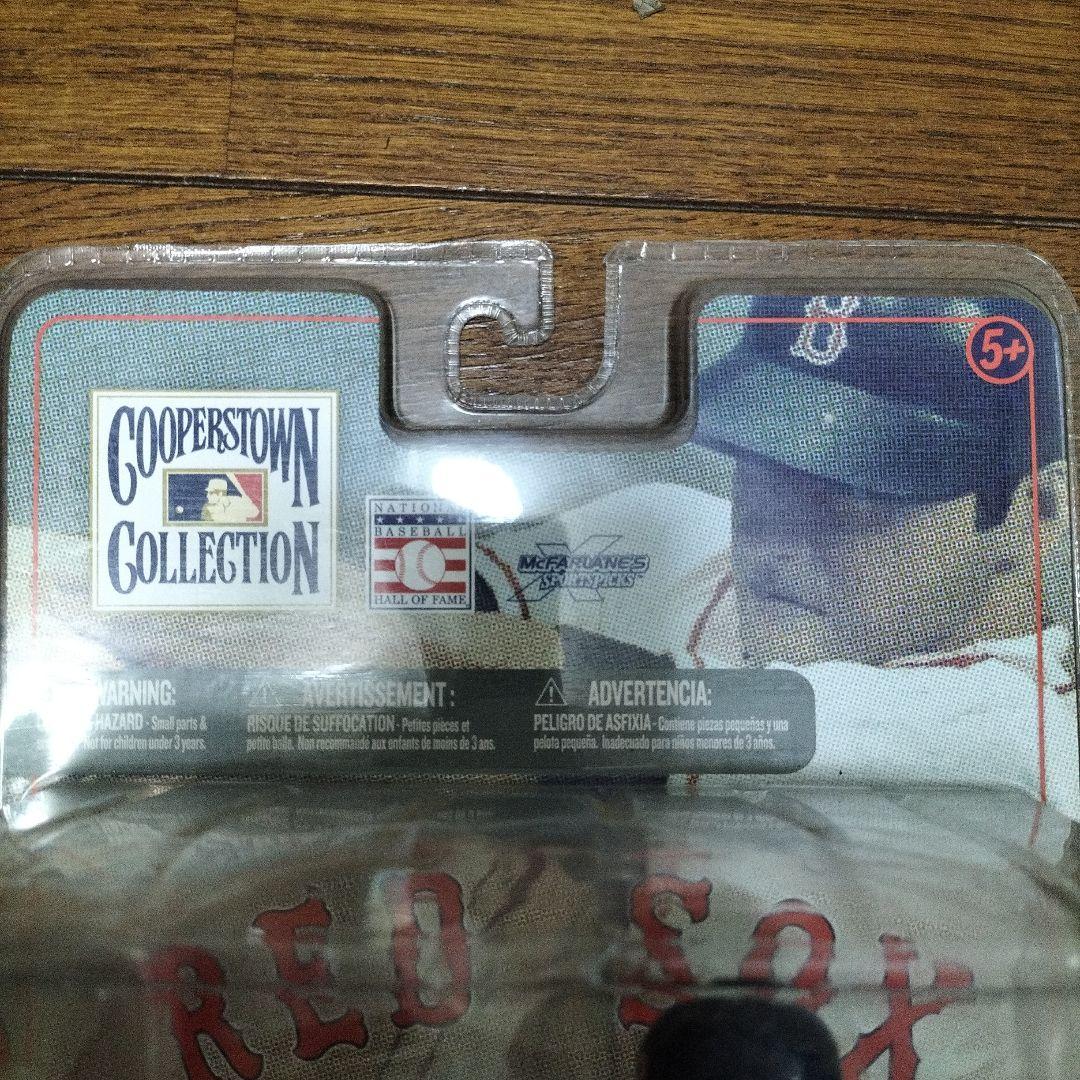 B
5+
COOPERSTOWN
COLLECTION
NATIONAL
BASEBALL
HALL OF FAME
McFARLANE'S
SPORTSPICKS
WARNING:
HAZARD - Small parts &
Not for children under 3 years.
AVERTISSEMENT :
RISQUE DE SUFFOCATION - Petites pièces et
petite balle. Non recommandé aux enfants de moins de 3 ans.
ADVERTENCIA:
PELIGRO DE ASFIXIA - Contiene piezas pequeñas y una
pelota pequeña. Inadecuado para niños menores de 3 años.
RED SOX